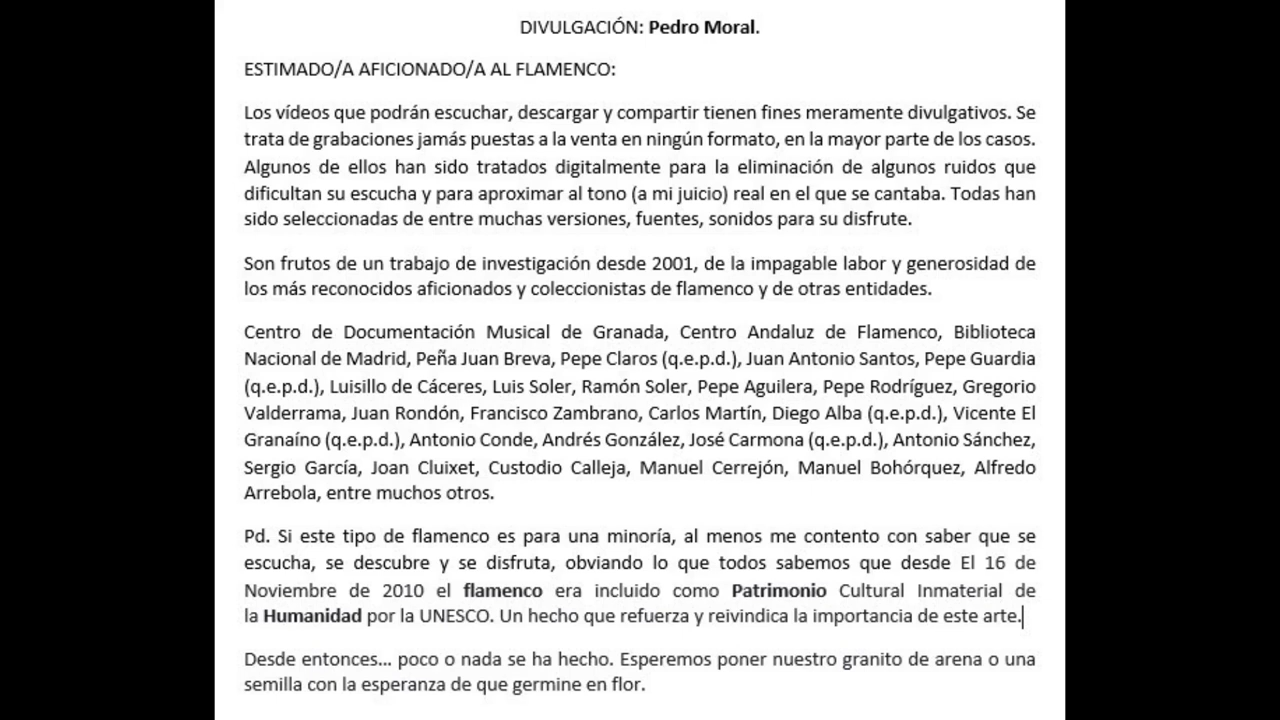 DIVULGACIÓN: Pedro Moral.
ESTIMADO/A AFICIONADO/A AL FLAMENCO:
Los vídeos que podrán escuchar, descargar y compartir tienen fines meramente divulgativos. Se
trata de grabaciones jamás puestas a la venta en ningún formato, en la mayor parte de los casos.
Algunos de ellos han sido tratados digitalmente para la eliminación de algunos ruidos que
dificultan su escucha y para aproximar al tono (a mi juicio) real en el que se cantaba. Todas han
sido seleccionadas de entre muchas versiones, fuentes, sonidos para su disfrute.
Son frutos de un trabajo de investigación desde 2001, de la impagable labor y generosidad de
los más reconocidos aficionados y coleccionistas de flamenco y de otras entidades.
Centro de Documentación Musical de Granada, Centro Andaluz de Flamenco, Biblioteca
Nacional de Madrid, Peña Juan Breva, Pepe Claros (q.e.p.d.), Juan Antonio Santos, Pepe Guardia
(q.e.p.d.), Luisillo de Cáceres, Luis Soler, Ramón Soler, Pepe Aguilera, Pepe Rodríguez, Gregorio
Valderrama, Juan Rondón, Francisco Zambrano, Carlos Martín, Diego Alba (q.e.p.d.), Vicente El
Granaíno (q.e.p.d.), Antonio Conde, Andrés González, José Carmona (q.e.p.d.), Antonio Sánchez,
Sergio García, Joan Cluixet, Custodio Calleja, Manuel Cerrejón, Manuel Bohórquez, Alfredo
Arrebola, entre muchos otros.
Pd. Si este tipo de flamenco es para una minoría, al menos me contento con saber que se
escucha, se descubre y se disfruta, obviando lo que todos sabemos que desde El 16 de
Noviembre de 2010 el flamenco era incluido como Patrimonio Cultural Inmaterial de
la Humanidad por la UNESCO. Un hecho que refuerza y reivindica la importancia de este arte.
Desde entonces... poco o nada se ha hecho. Esperemos poner nuestro granito de arena o una
semilla con la esperanza de que germine en flor.